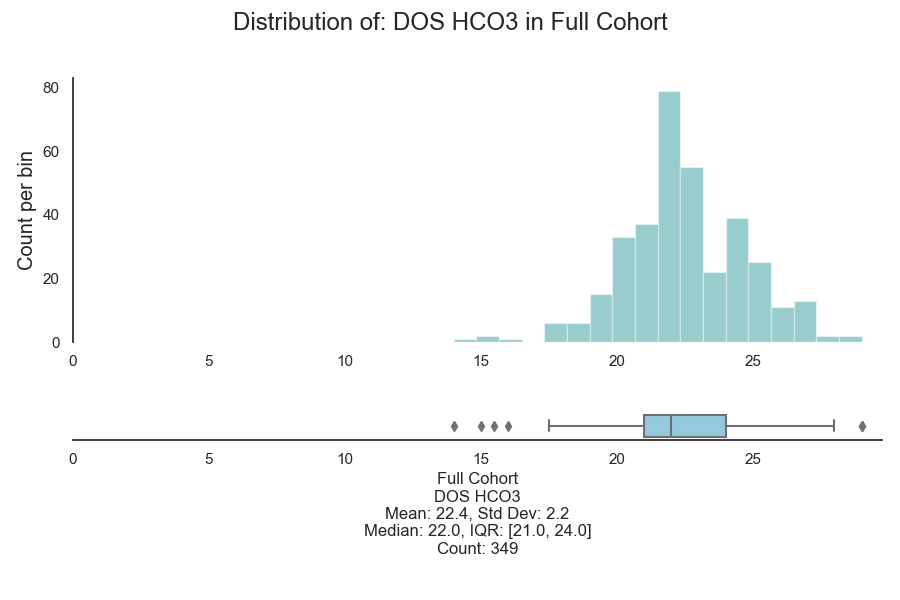 Distribution of: DOS HCO3 in Full Cohort
80
60
40
20
0
Count per bin
0 5 10 15 20 25
0 5 10 15 20 25
Full Cohort
DOS HCO3
Mean: 22.4, Std Dev: 2.2
Median: 22.0, IQR: [21.0, 24.0]
Count: 349